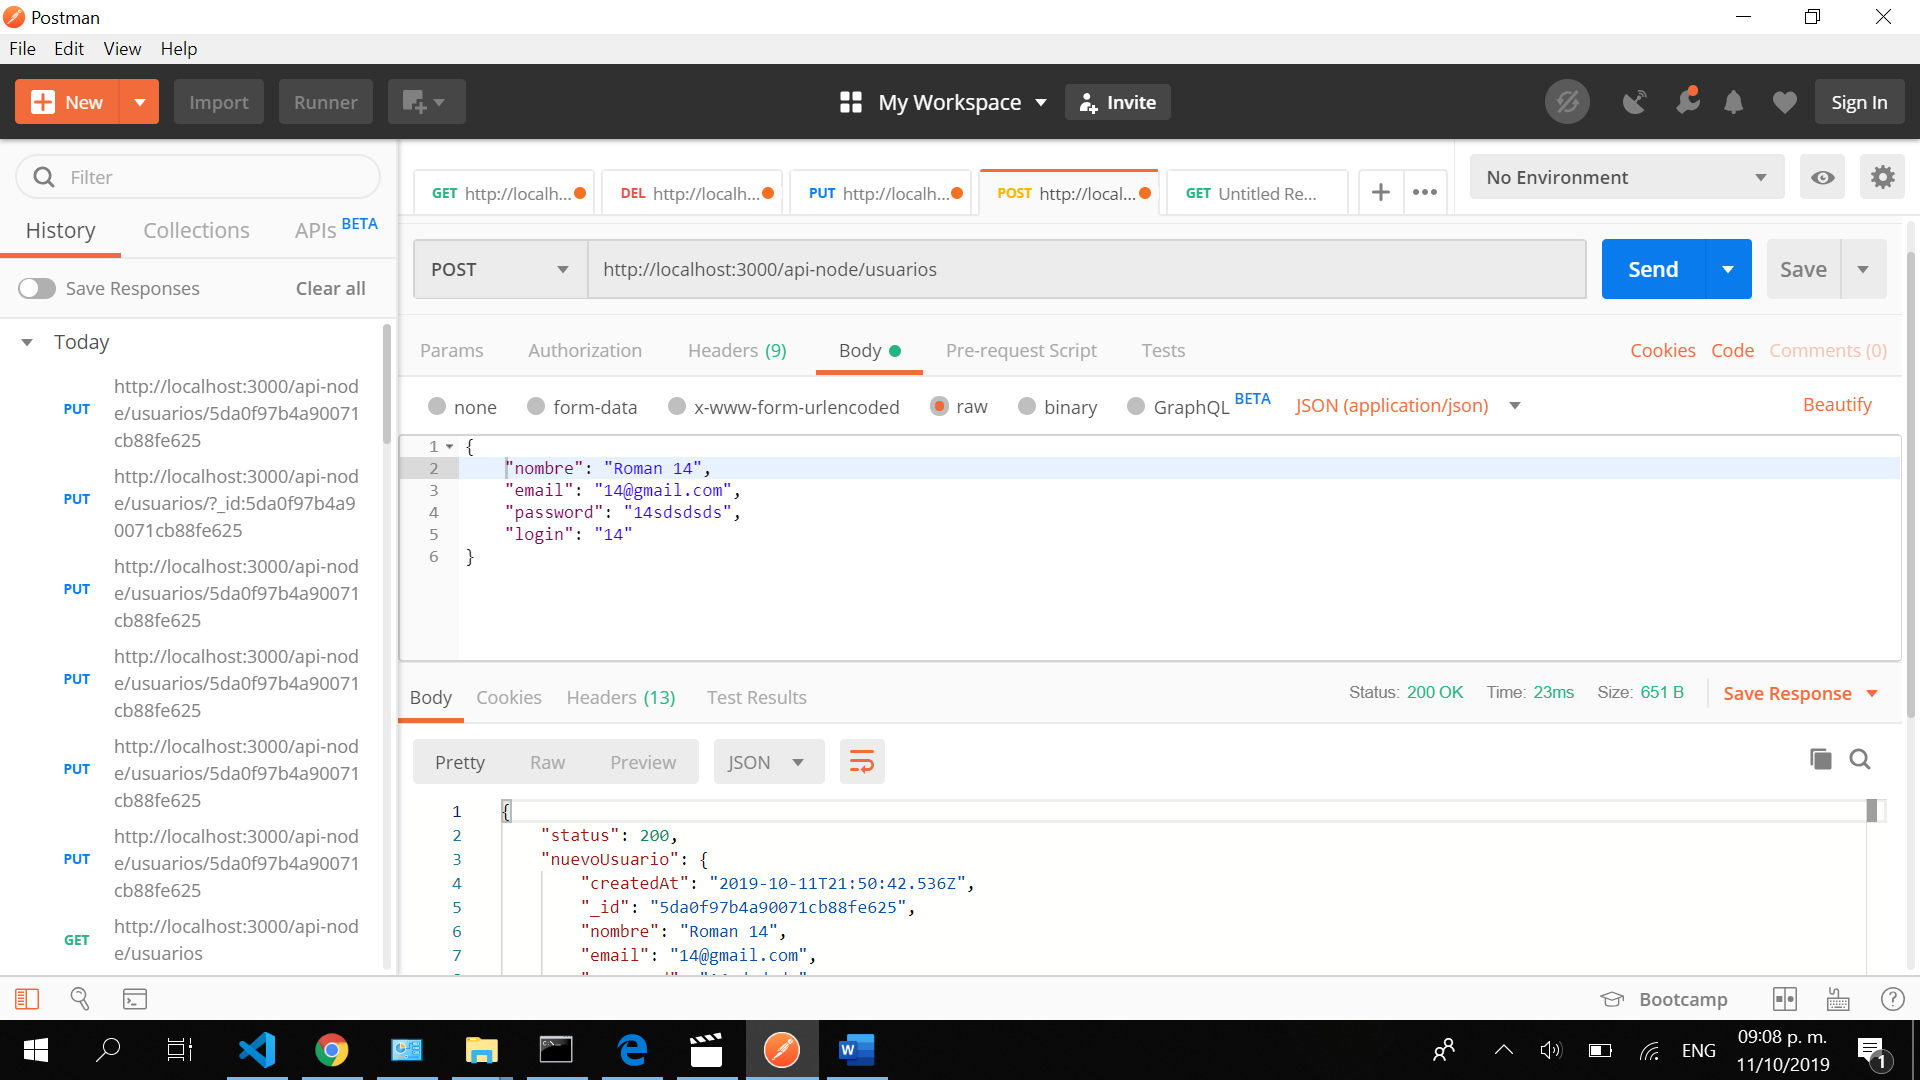 Postman
File Edit View Help
New Import Runner My Workspace Invite Sign In
Filter
History Collections APIs BETA
Save Responses Clear all
Today
PUT http://localhost:3000/api-nod
e/usuarios/5da0f97b4a90071
cb88fe625
PUT http://localhost:3000/api-nod
e/usuarios/?_id:5da0f97b4a9
0071cb88fe625
PUT http://localhost:3000/api-nod
e/usuarios/5da0f97b4a90071
cb88fe625
PUT http://localhost:3000/api-nod
e/usuarios/5da0f97b4a90071
cb88fe625
PUT http://localhost:3000/api-nod
e/usuarios/5da0f97b4a90071
cb88fe625
PUT http://localhost:3000/api-nod
e/usuarios/5da0f97b4a90071
cb88fe625
GET http://localhost:3000/api-nod
e/usuarios
GET http://localh... DEL http://localh... PUT http://localh... POST http://local... GET Untitled Re... No Environment
POST http://localhost:3000/api-node/usuarios Send Save
Params Authorization Headers (9) Body Pre-request Script Tests Cookies Code Comments (0)
none form-data x-www-form-urlencoded raw binary GraphQL BETA JSON (application/json) Beautify
1 {
2 "nombre": "Roman 14",
3 "email": "14@gmail.com",
4 "password": "14sdsdsds",
5 "login": "14"
6 }
Body Cookies Headers (13) Test Results Status: 200 OK Time: 23ms Size: 651 B Save Response
Pretty Raw Preview JSON
1 {
2 "status": 200,
3 "nuevoUsuario": {
4 "createdAt": "2019-10-11T21:50:42.536Z",
5 "_id": "5da0f97b4a90071cb88fe625",
6 "nombre": "Roman 14",
7 "email": "14@gmail.com",
Bootcamp
ENG 09:08 p. m.
11/10/2019
1